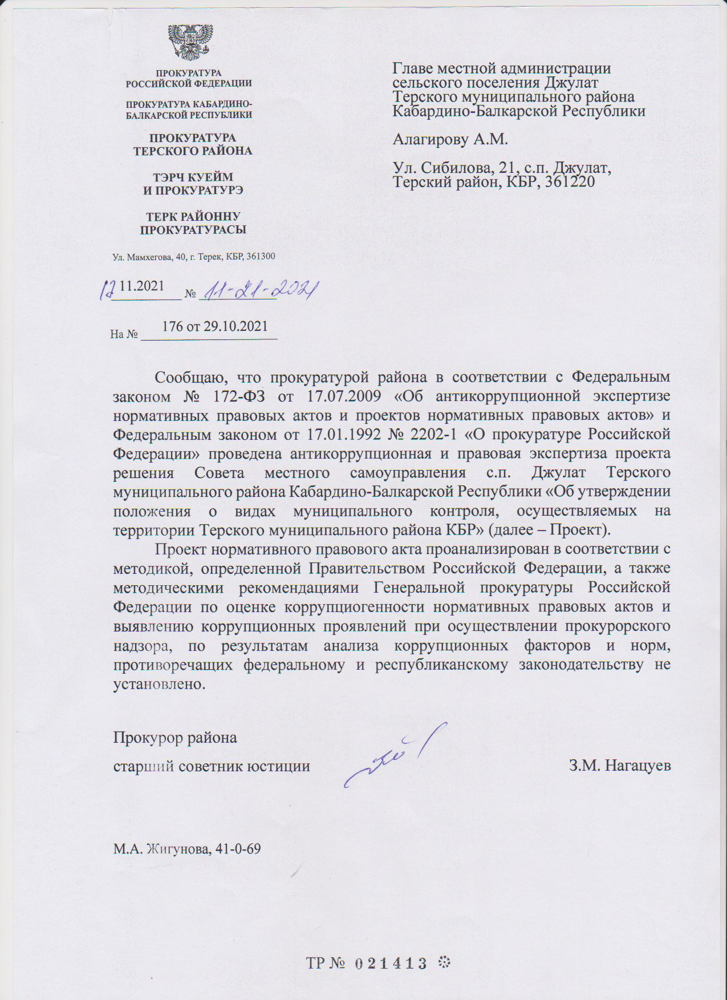 ПРОКУРАТУРА
РОССИЙСКОЙ ФЕДЕРАЦИИ
ПРОКУРАТУРА КАБАРДИНО-
БАЛКАРСКОЙ РЕСПУБЛИКИ
ПРОКУРАТУРА
ТЕРСКОГО РАЙОНА
ТЭРЧ КУЕЙМ
И ПРОКУРАТУРЭ
ТЕРК РАЙОННУ
ПРОКУРАТУРАСЫ
Ул. Мамхегова, 40, г. Терек, КБР, 361300
11.2021 № 11-21-2021
На № 176 от 29.10.2021
Главе местной администрации
сельского поселения Джулат
Терского муниципального района
Кабардино-Балкарской Республики
Алагирову А.М.
Ул. Сибилова, 21, с.п. Джулат,
Терский район, КБР, 361220
Сообщаю, что прокуратурой района в соответствии с Федеральным
законом № 172-ФЗ от 17.07.2009 «Об антикоррупционной экспертизе
нормативных правовых актов и проектов нормативных правовых актов» и
Федеральным законом от 17.01.1992 № 2202-1 «О прокуратуре Российской
Федерации» проведена антикоррупционная и правовая экспертиза проекта
решения Совета местного самоуправления с.п. Джулат Терского
муниципального района Кабардино-Балкарской Республики «Об утверждении
положения о видах муниципального контроля, осуществляемых на
территории Терского муниципального района КБР» (далее – Проект).
Проект нормативного правового акта проанализирован в соответствии с
методикой, определенной Правительством Российской Федерации, а также
методическими рекомендациями Генеральной прокуратуры Российской
Федерации по оценке коррупциогенности нормативных правовых актов и
выявлению коррупционных проявлений при осуществлении прокурорского
надзора, по результатам анализа коррупционных факторов и норм,
противоречащих федеральному и республиканскому законодательству не
установлено.
Прокурор района
старший советник юстиции З.М. Нагацуев
М.А. Жигунова, 41-0-69
ТР № 021413